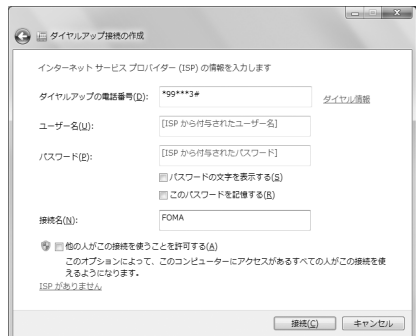 ダイヤルアップ接続の作成
インターネット サービス プロバイダー (ISP) の情報を入力します
ダイヤルアップの電話番号(D): *99***3# ダイヤル情報
ユーザー名(U): [ISP から付与されたユーザー名]
パスワード(P): [ISP から付与されたパスワード]
パスワードの文字を表示する(S)
このパスワードを記憶する(R)
接続名(N): FOMA
他の人がこの接続を使うことを許可する(A)
このオプションによって、このコンピューターにアクセスがあるすべての人がこの接続を使
えるようになります。
ISP がありません
接続(C) キャンセル